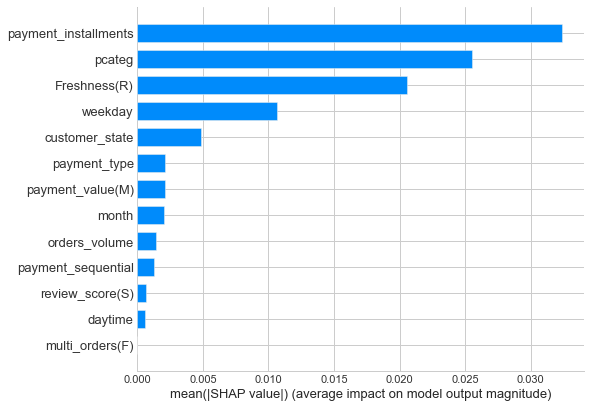 payment_installments
pcateg
Freshness(R)
weekday
customer_state
payment_type
payment_value(M)
month
orders_volume
payment_sequential
review_score(S)
daytime
multi_orders(F)
0.000 0.005 0.010 0.015 0.020 0.025 0.030
mean(|SHAP value|) (average impact on model output magnitude)